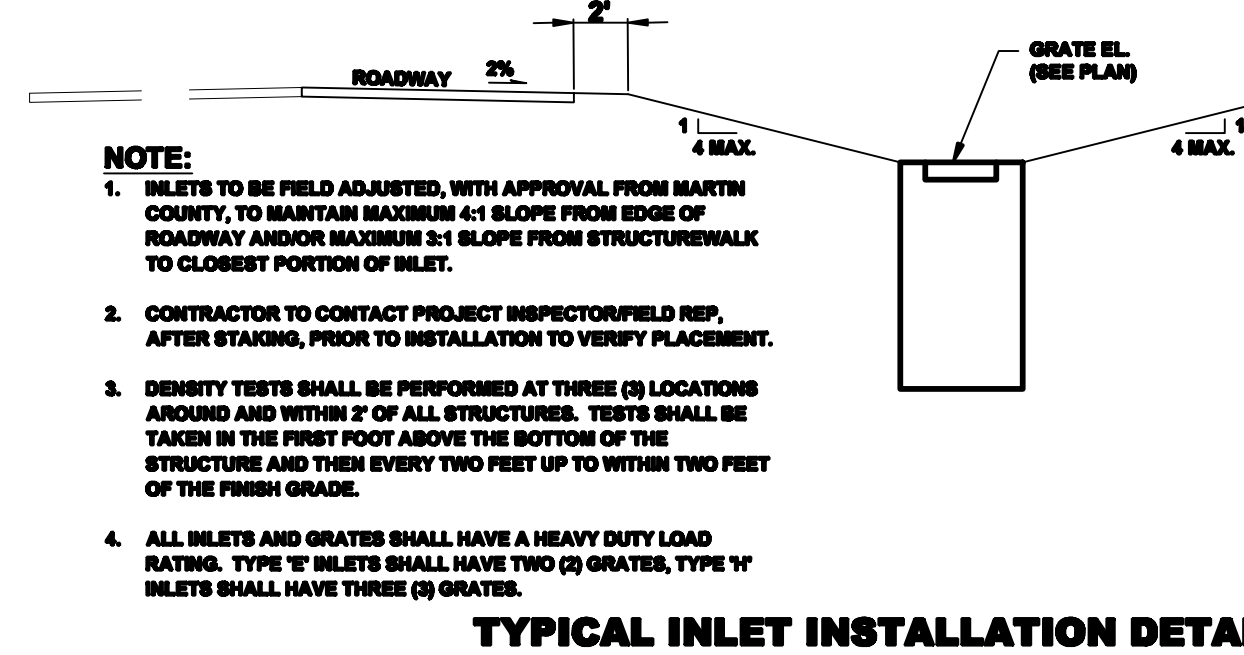 2'
ROADWAY
2%
GRATE EL.
(SEE PLAN)
1
4 MAX.
1
4 MAX.
NOTE:
1. INLETS TO BE FIELD ADJUSTED, WITH APPROVAL FROM MARTIN
COUNTY, TO MAINTAIN MAXIMUM 4:1 SLOPE FROM EDGE OF
ROADWAY AND/OR MAXIMUM 3:1 SLOPE FROM STRUCTUREWALK
TO CLOSEST PORTION OF INLET.
2. CONTRACTOR TO CONTACT PROJECT INSPECTOR/FIELD REP,
AFTER STAKING, PRIOR TO INSTALLATION TO VERIFY PLACEMENT.
3. DENSITY TESTS SHALL BE PERFORMED AT THREE (3) LOCATIONS
AROUND AND WITHIN 2' OF ALL STRUCTURES. TESTS SHALL BE
TAKEN IN THE FIRST FOOT ABOVE THE BOTTOM OF THE
STRUCTURE AND THEN EVERY TWO FEET UP TO WITHIN TWO FEET
OF THE FINISH GRADE.
4. ALL INLETS AND GRATES SHALL HAVE A HEAVY DUTY LOAD
RATING. TYPE 'E' INLETS SHALL HAVE TWO (2) GRATES, TYPE 'H'
INLETS SHALL HAVE THREE (3) GRATES.
TYPICAL INLET INSTALLATION DETA